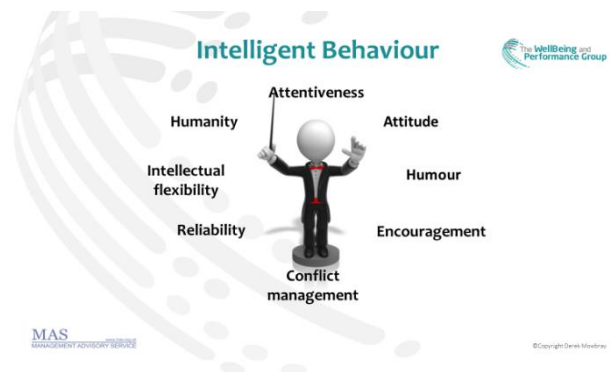 Intelligent Behaviour
The WellBeing and
Performance Group
Attentiveness
Humanity
Attitude
Intellectual
flexibility
Humour
Reliability
Encouragement
Conflict
management
MAS
MANAGEMENT ADVISORY SERVICE
©Copyright Derek Mowbray